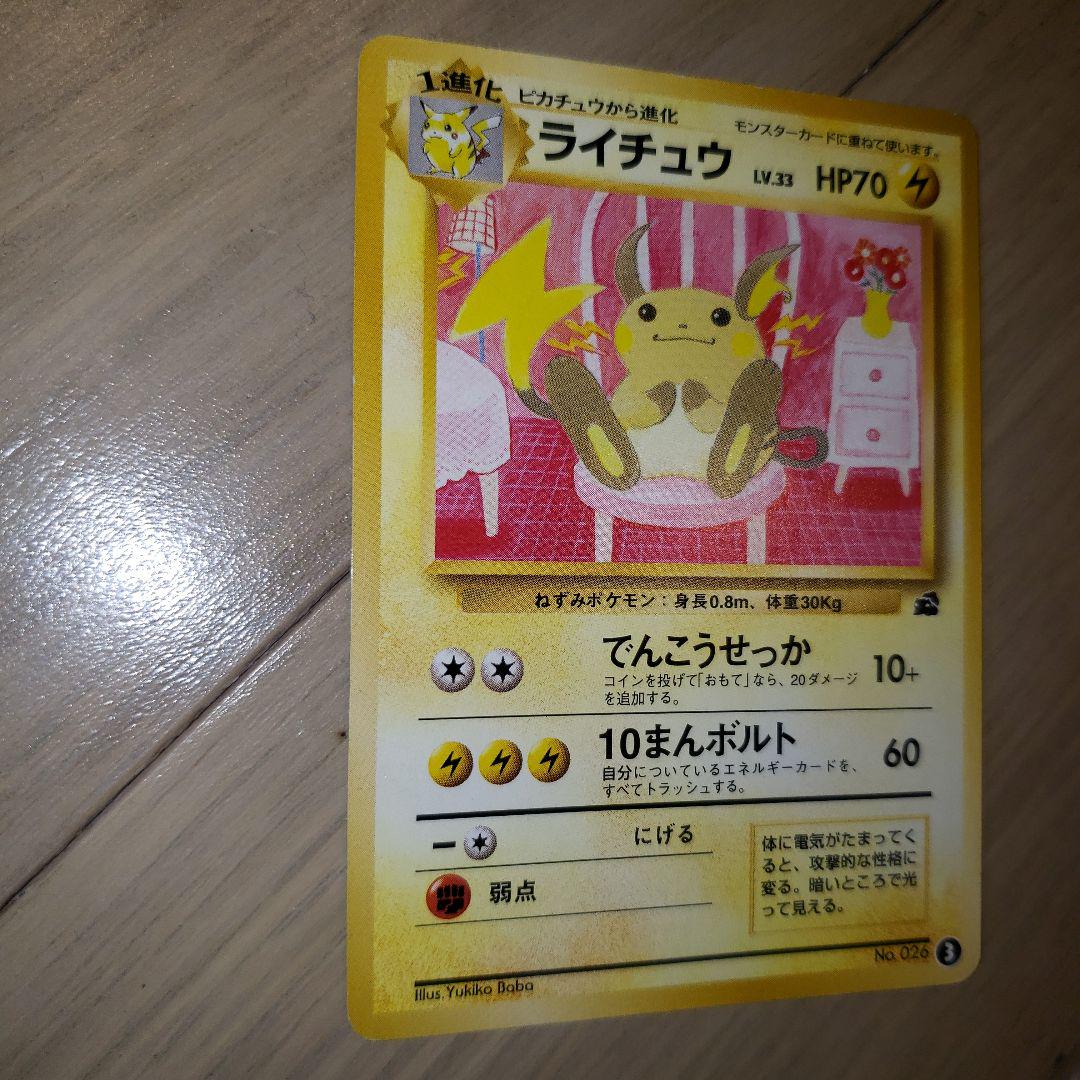 1進化
ピカチュウから進化
モンスターカードに重ねて使います。
ライチュウ LV.33 HP70
ねずみポケモン：身長0.8m、体重30Kg
でんこうせっか 10+
コインを投げて「おもて」なら、20ダメージ
を追加する。
10まんボルト 60
自分についているエネルギーカードを、
すべてトラッシュする。
− にげる
弱点
体に電気がたまってく
ると、攻撃的な性格に
変る。暗いところで光
って見える。
No. 026 3
Illus. Yukiko Baba